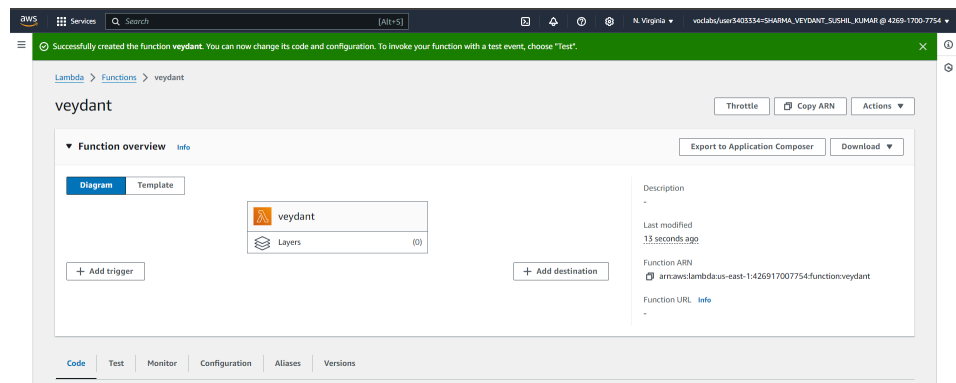 aws Services Search [Alt+S] N. Virginia voclabs/user3403334=SHARMA_VEYDANT_SUSHIL_KUMAR @ 4269-1700-7754
Successfully created the function veydant. You can now change its code and configuration. To invoke your function with a test event, choose "Test".
Lambda > Functions > veydant
veydant
Throttle Copy ARN Actions
Function overview Info
Export to Application Composer Download
Diagram Template
veydant
Layers (0)
+ Add trigger
+ Add destination
Description
-
Last modified
13 seconds ago
Function ARN
arn:aws:lambda:us-east-1:426917007754:function:veydant
Function URL Info
-
Code Test Monitor Configuration Aliases Versions